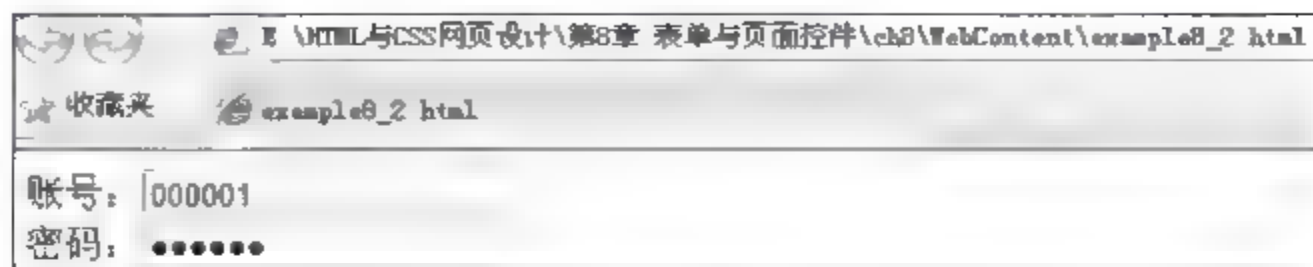 E \HTML与CSS网页设计\第8章 表单与页面控件\ch8\WebContent\example8_2 html
收藏夹 example8_2 html
账号： 000001
密码： ●●●●●●